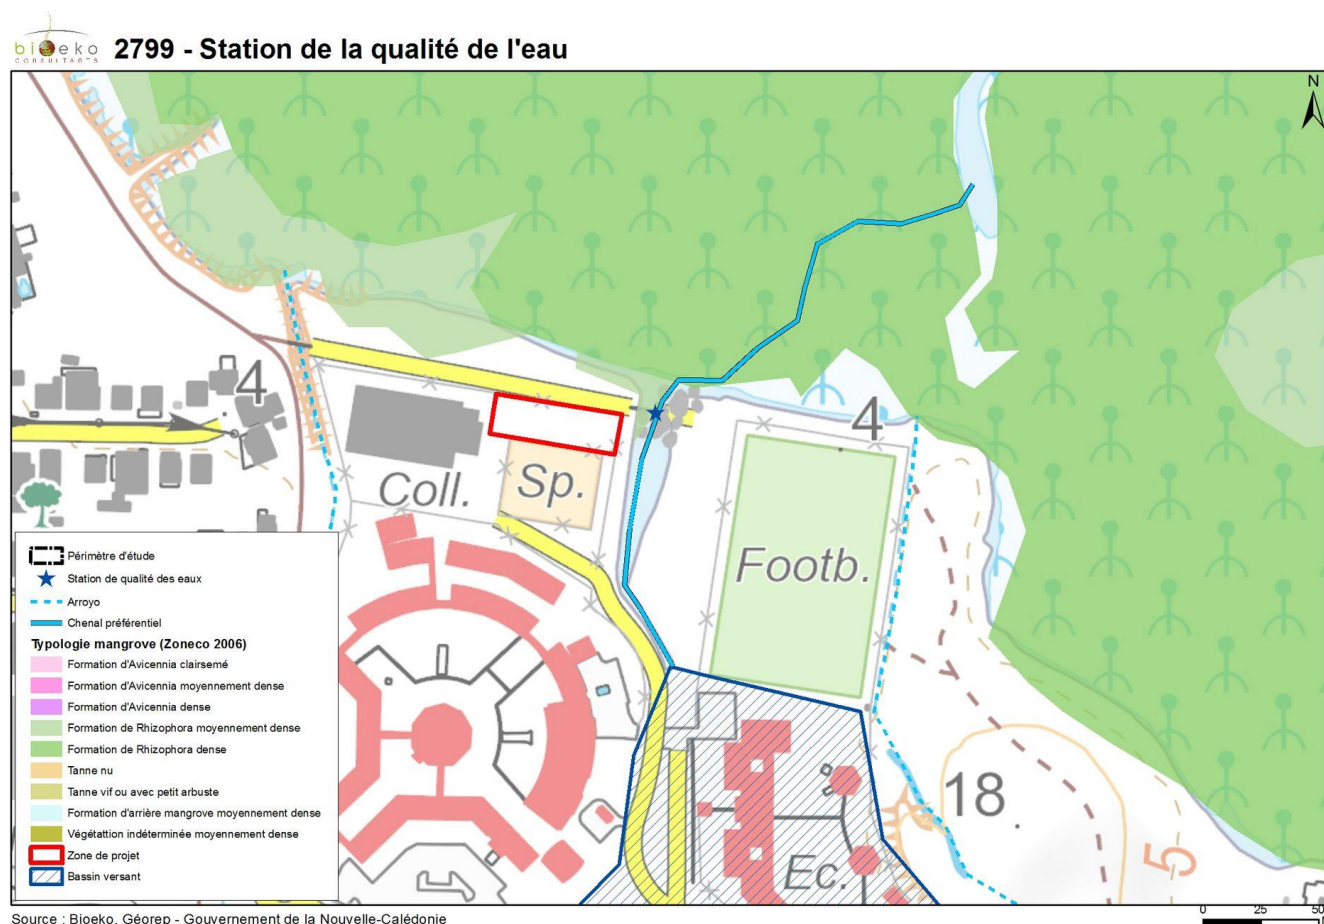 bioeko
CONSULTANTS
2799 - Station de la qualité de l'eau
N
4
4
Coll.
Sp.
Footb.
18
5
Ec.
Périmètre d'étude
Station de qualité des eaux
Arroyo
Chenal préférentiel
Typologie mangrove (Zoneco 2006)
Formation d'Avicennia clairsemé
Formation d'Avicennia moyennement dense
Formation d'Avicennia dense
Formation de Rhizophora moyennement dense
Formation de Rhizophora dense
Tanne nu
Tanne vif ou avec petit arbuste
Formation d'arrière mangrove moyennement dense
Végétattion indéterminée moyennement dense
Zone de projet
Bassin versant
Source : Bioeko, Géorep - Gouvernement de la Nouvelle-Calédonie
0 25 50